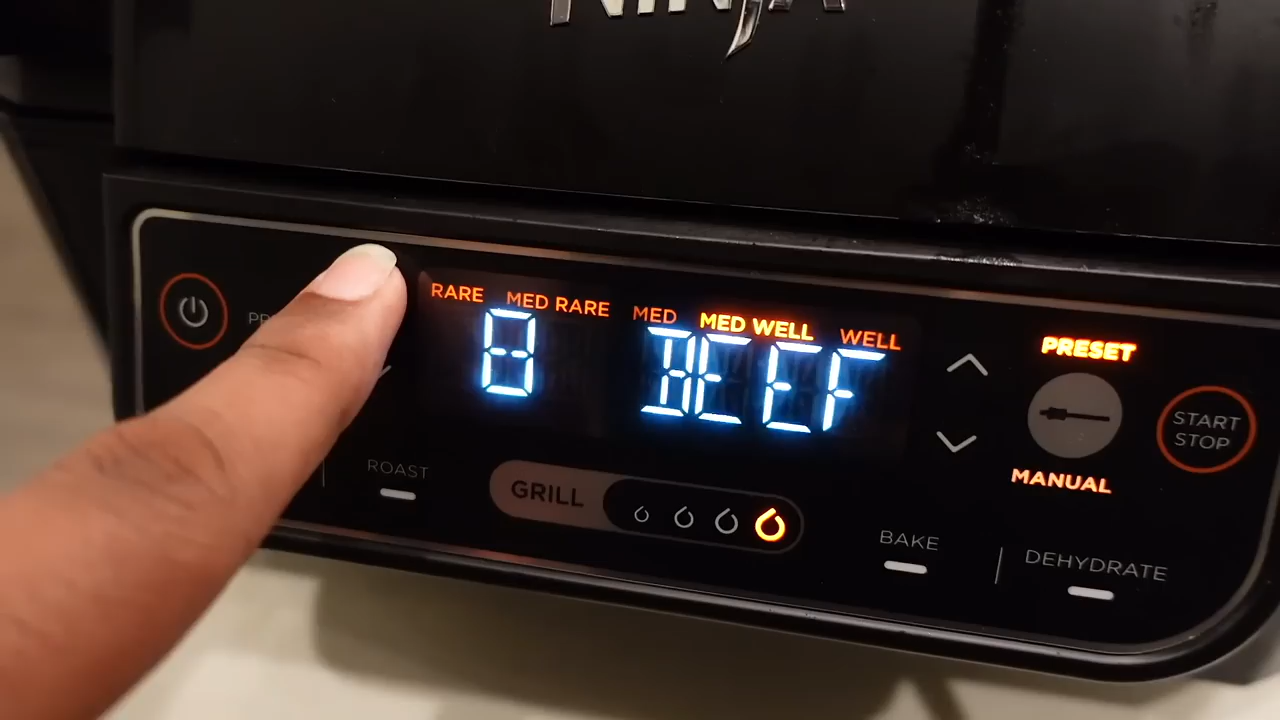 NINJA
RARE MED RARE MED MED WELL WELL
8 BEEF
PRESET
START
STOP
MANUAL
ROAST
GRILL
BAKE
DEHYDRATE